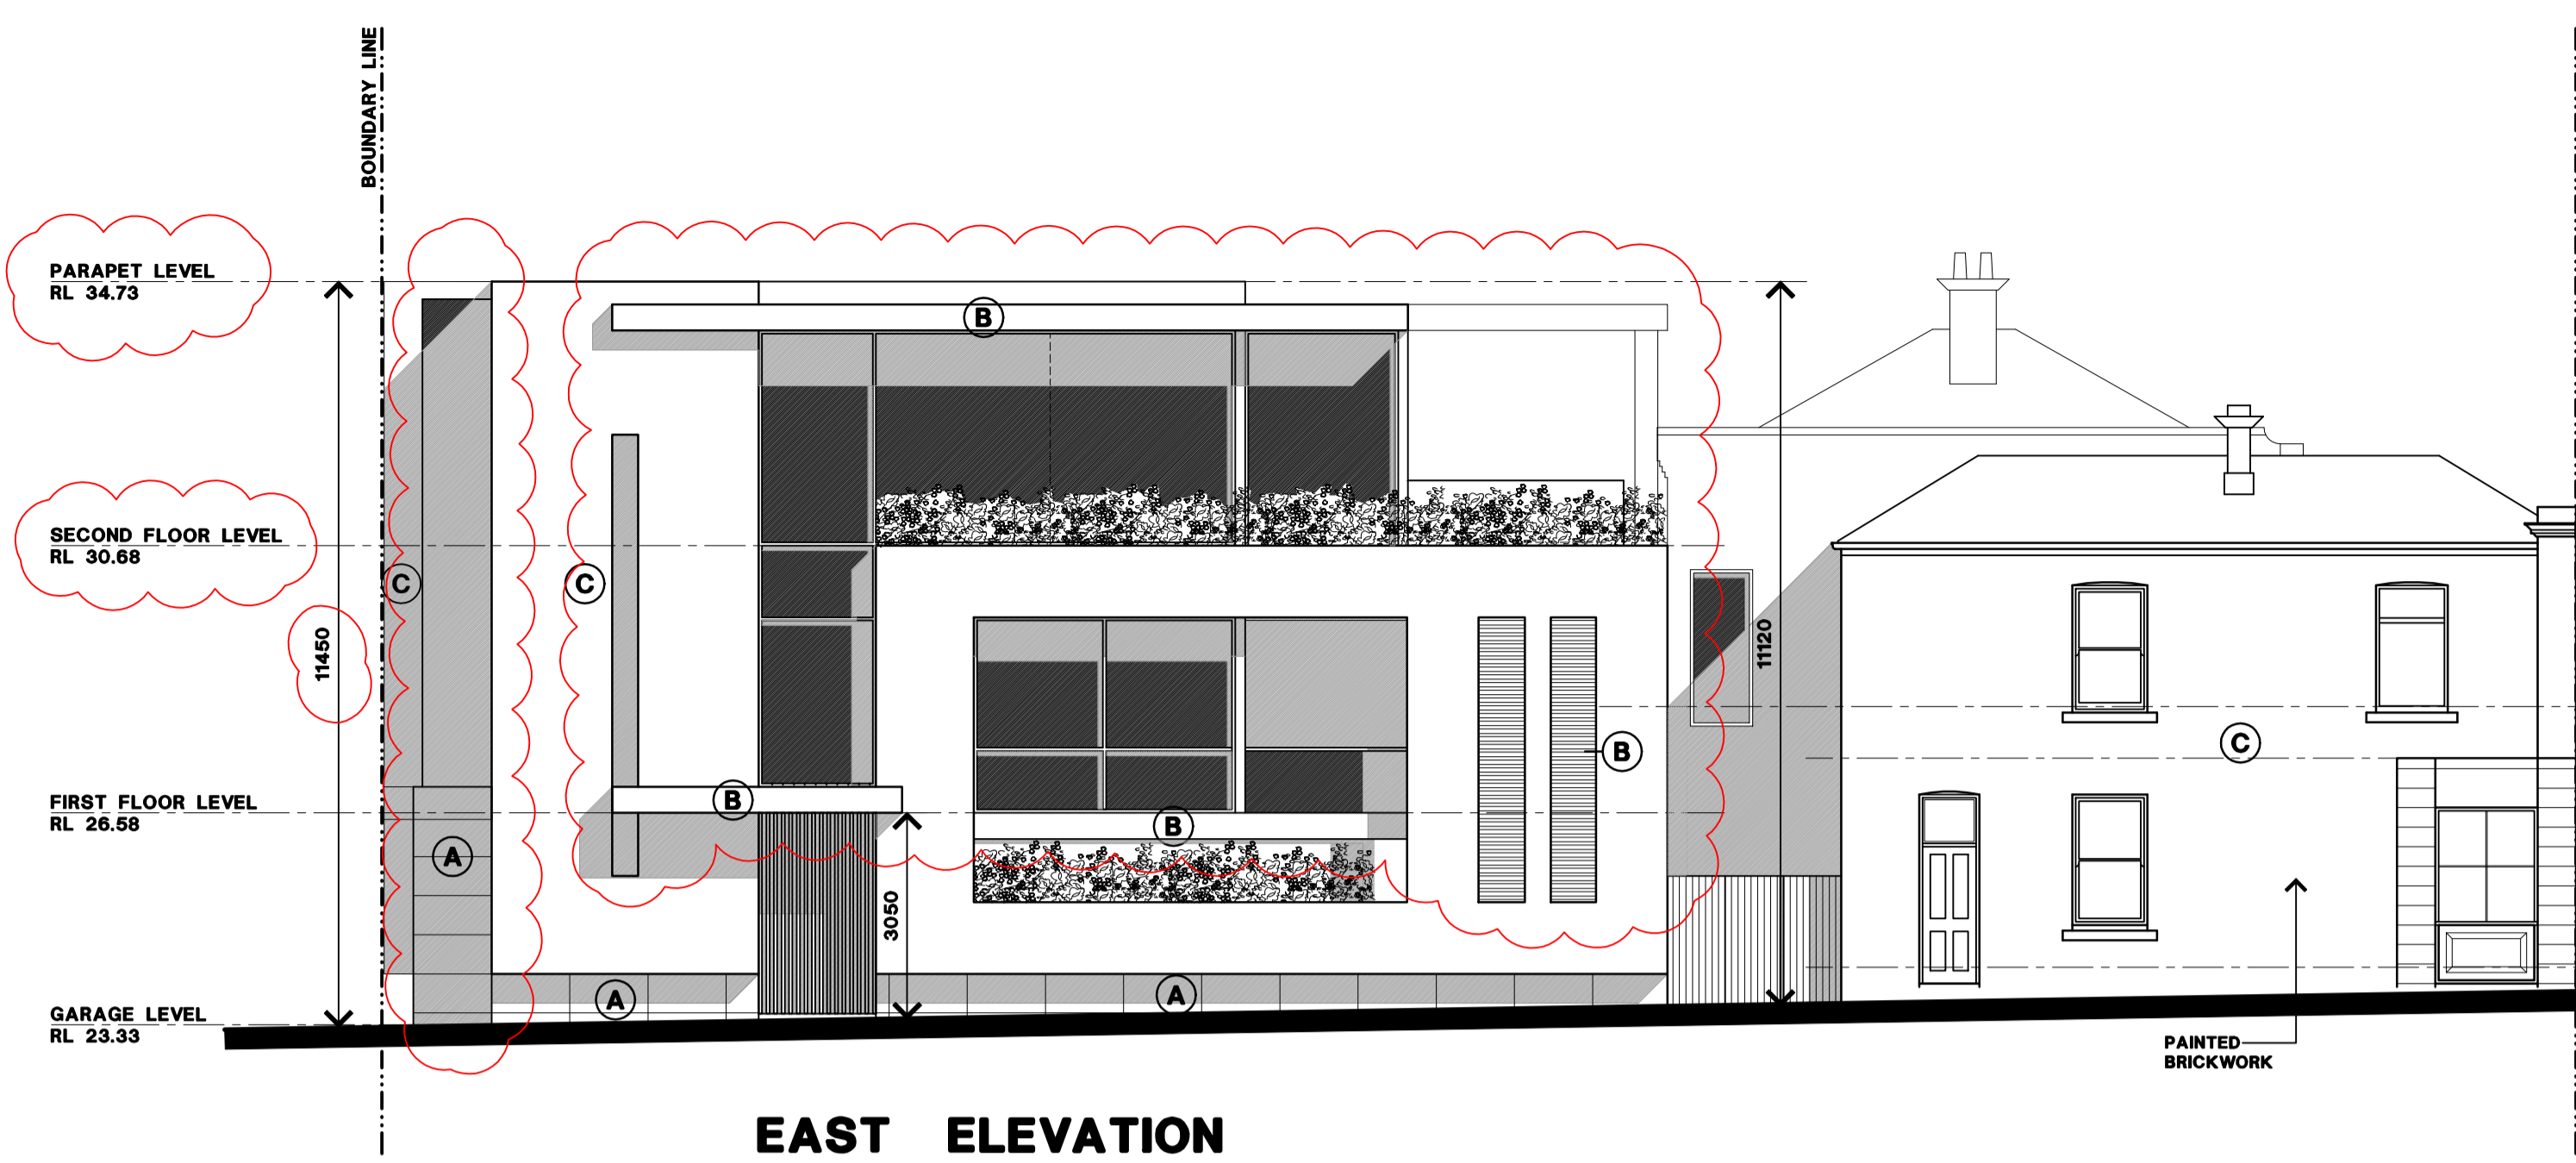 BOUNDARY LINE
PARAPET LEVEL
RL 34.73
B
SECOND FLOOR LEVEL
RL 30.68
C
C
11450
11120
C
B
FIRST FLOOR LEVEL
RL 26.58
B
B
A
3050
A
A
GARAGE LEVEL
RL 23.33
PAINTED
BRICKWORK
EAST ELEVATION